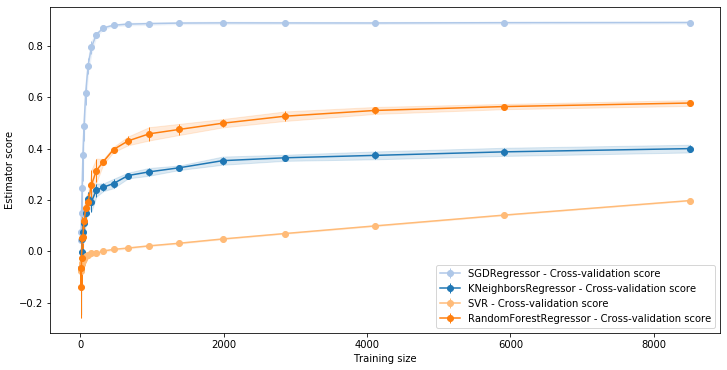 0.8
0.6
0.4
0.2
0.0
−0.2
Estimator score
0
2000
4000
6000
8000
Training size
SGDRegressor - Cross-validation score
KNeighborsRegressor - Cross-validation score
SVR - Cross-validation score
RandomForestRegressor - Cross-validation score